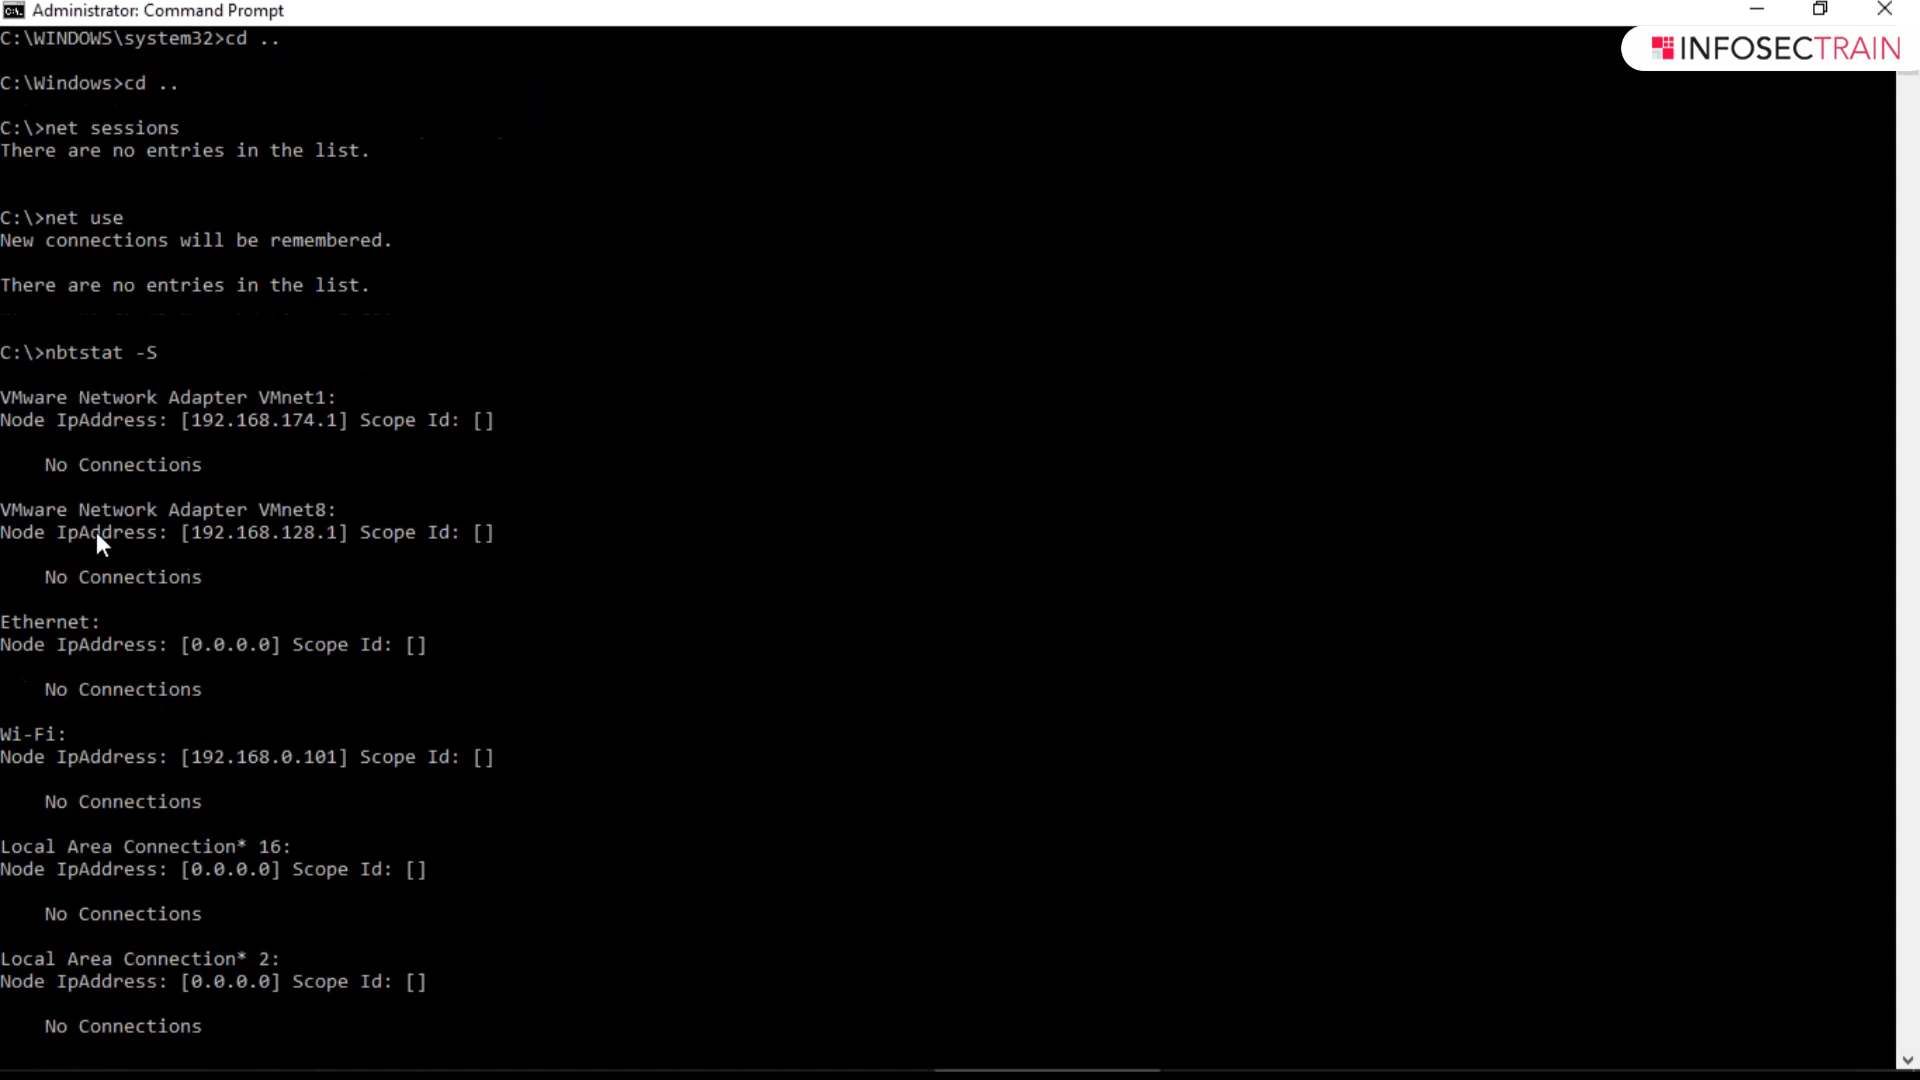 Administrator: Command Prompt
INFOSECTRAIN
C:\WINDOWS\system32>cd ..
C:\Windows>cd ..
C:\>net sessions
There are no entries in the list.
C:\>net use
New connections will be remembered.
There are no entries in the list.
C:\>nbtstat -S
VMware Network Adapter VMnet1:
Node IpAddress: [192.168.174.1] Scope Id: []
No Connections
VMware Network Adapter VMnet8:
Node IpAddress: [192.168.128.1] Scope Id: []
No Connections
Ethernet:
Node IpAddress: [0.0.0.0] Scope Id: []
No Connections
Wi-Fi:
Node IpAddress: [192.168.0.101] Scope Id: []
No Connections
Local Area Connection* 16:
Node IpAddress: [0.0.0.0] Scope Id: []
No Connections
Local Area Connection* 2:
Node IpAddress: [0.0.0.0] Scope Id: []
No Connections